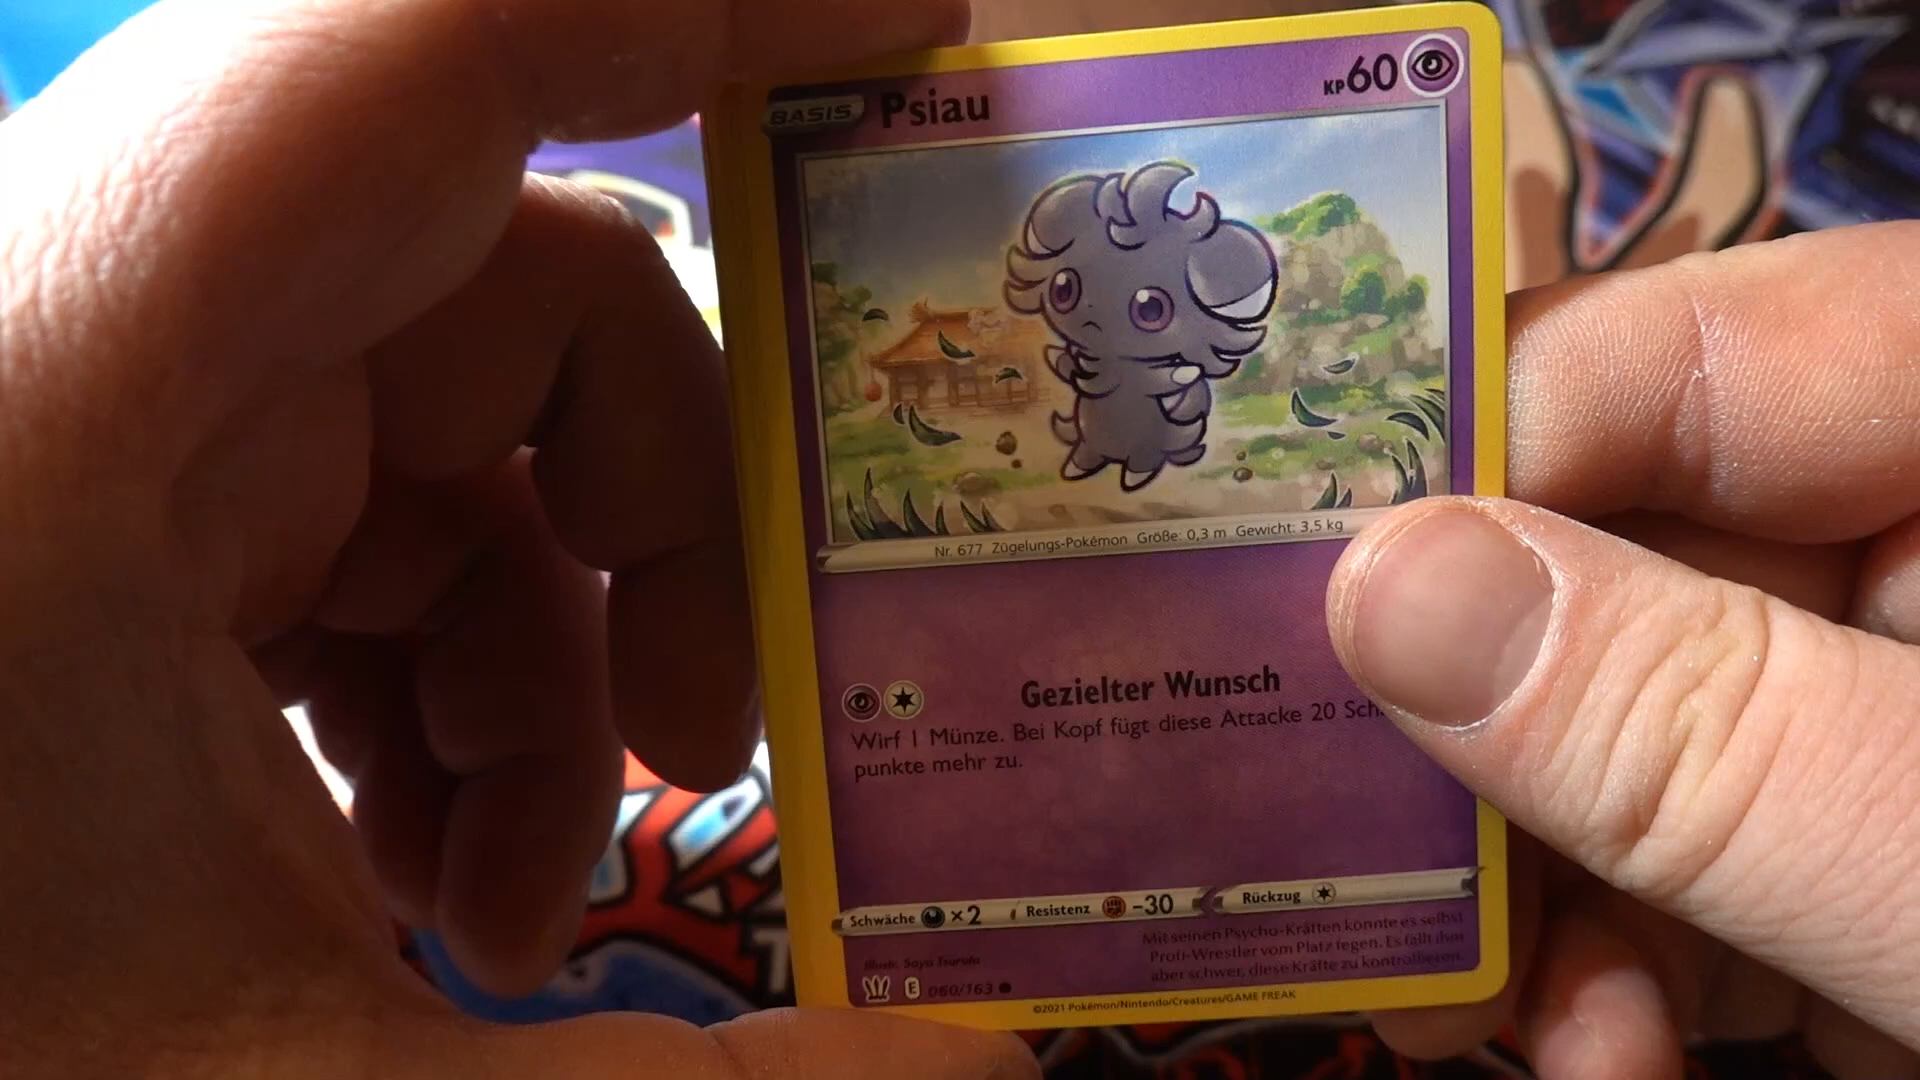 BASIS Psiau KP60
Nr. 677 Zügelungs-Pokémon Größe: 0,3 m Gewicht: 3,5 kg
Gezielter Wunsch
Wirf 1 Münze. Bei Kopf fügt diese Attacke 20 Sch
punkte mehr zu.
Schwäche ×2 Resistenz -30 Rückzug
Mit seinen Psycho-Kräften könnte es selbst
Profi-Wrestler vom Platz fegen. Es fällt ihm
aber schwer, diese Kräfte zu kontrollieren.
Illustr. Saya Tsuruta
E 060/163
©2021 Pokémon/Nintendo/Creatures/GAME FREAK